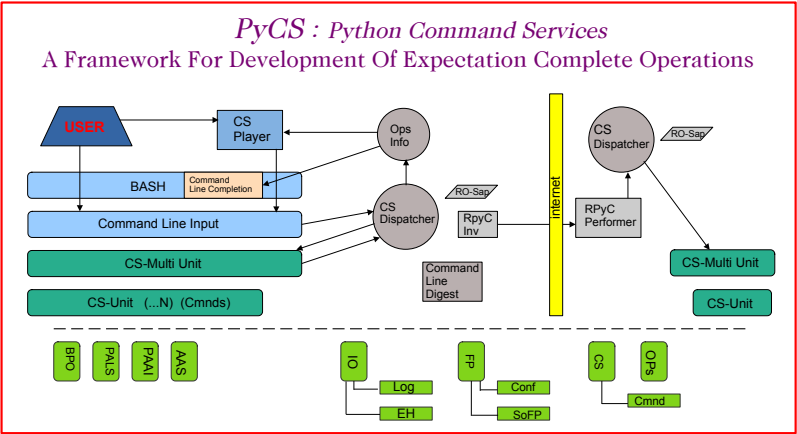 PyCS : Python Command Services
A Framework For Development Of Expectation Complete Operations
USER
CS
Player
Ops
Info
CS
Dispatcher
RO-Sap
BASH
Command
Line Completion
Command Line Input
CS
Dispatcher
RO-Sap
RpyC
Inv
internet
RPyC
Performer
CS-Multi Unit
Command
Line
Digest
CS-Multi Unit
CS-Unit (...N) (Cmnds)
CS-Unit
BPO
PALS
PAAI
AAS
IO
Log
EH
FP
Conf
SoFP
CS
OPs
Cmnd